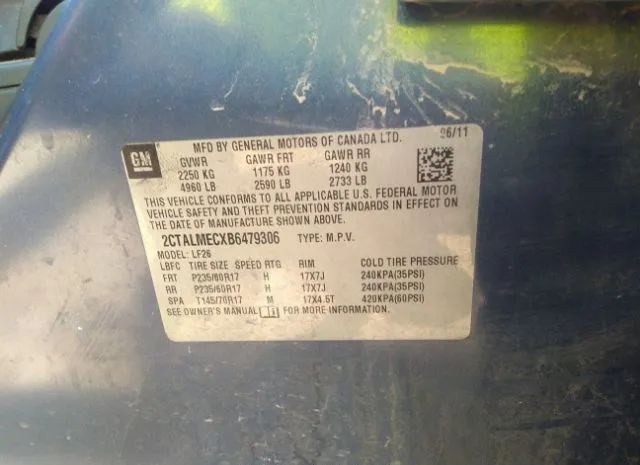 MFD BY GENERAL MOTORS OF CANADA LTD. 06/11
GM
GVWR GAWR FRT GAWR RR
2250 KG 1175 KG 1240 KG
4960 LB 2590 LB 2733 LB
THIS VEHICLE CONFORMS TO ALL APPLICABLE U.S. FEDERAL MOTOR
VEHICLE SAFETY AND THEFT PREVENTION STANDARDS IN EFFECT ON
THE DATE OF MANUFACTURE SHOWN ABOVE.
2CTALMECXB6479306 TYPE: M.P.V.
MODEL: LF26
LBFC TIRE SIZE SPEED RTG RIM COLD TIRE PRESSURE
FRT P235/60R17 H 17X7J 240KPA(35PSI)
RR P235/60R17 H 17X7J 240KPA(35PSI)
SPA T145/70R17 M 17X4.5T 420KPA(60PSI)
SEE OWNER'S MANUAL FOR MORE INFORMATION.